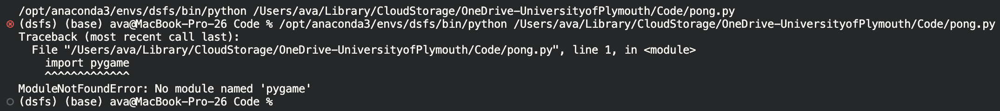 /opt/anaconda3/envs/dsfs/bin/python /Users/ava/Library/CloudStorage/OneDrive-UniversityofPlymouth/Code/pong.py
(dsfs) (base) ava@MacBook-Pro-26 Code % /opt/anaconda3/envs/dsfs/bin/python /Users/ava/Library/CloudStorage/OneDrive-UniversityofPlymouth/Code/pong.py
Traceback (most recent call last):
  File "/Users/ava/Library/CloudStorage/OneDrive-UniversityofPlymouth/Code/pong.py", line 1, in <module>
    import pygame
    ^^^^^^^^^^^^^
ModuleNotFoundError: No module named 'pygame'
(dsfs) (base) ava@MacBook-Pro-26 Code %